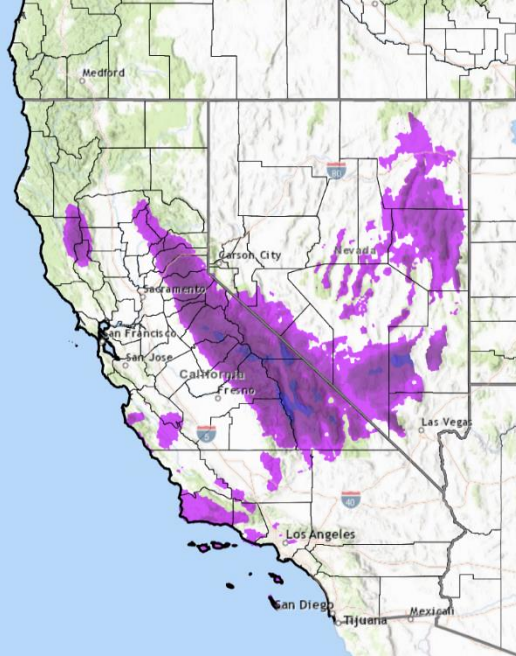 Medford
80
Nevada
Carson City
Sacramento
San Francisco
San Jose
California
Fresno
5
Las Vegas
40
Los Angeles
San Diego
Tijuana
Mexicali